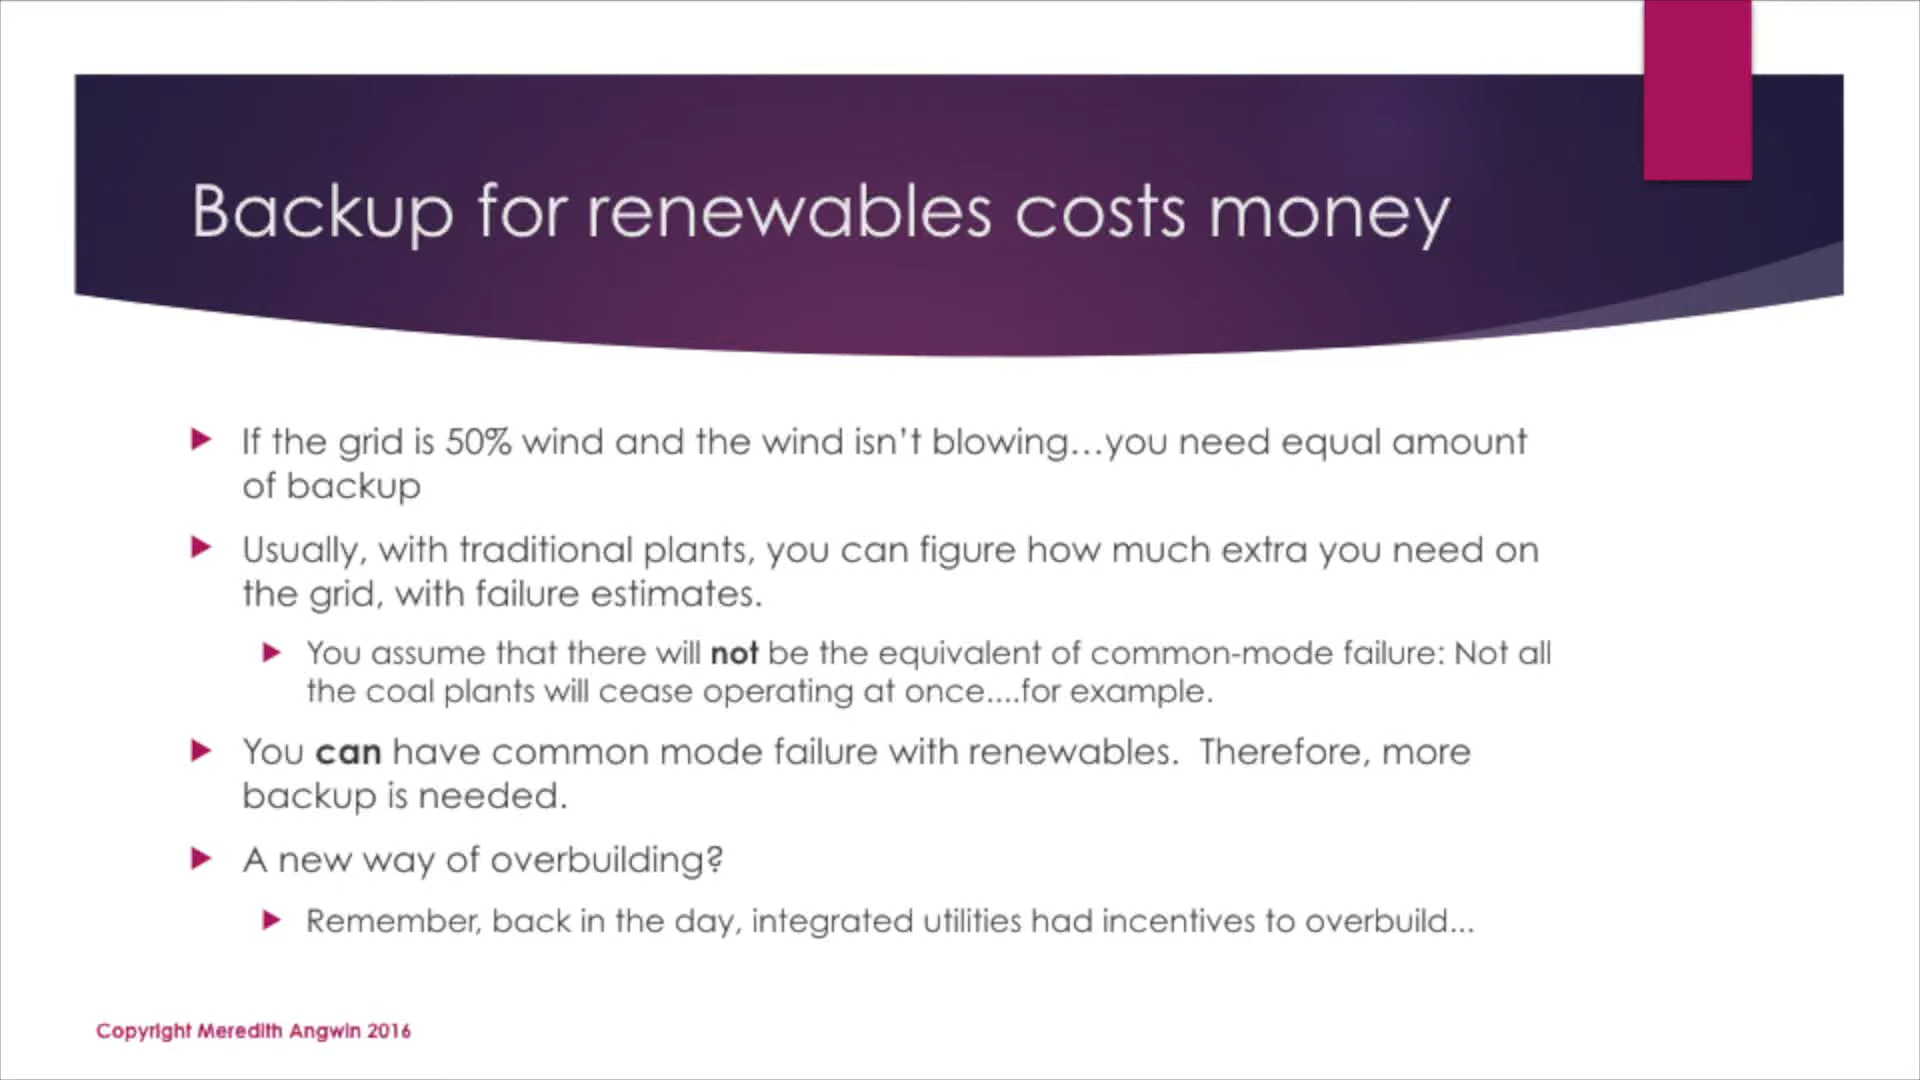 Backup for renewables costs money
If the grid is 50% wind and the wind isn't blowing...you need equal amount
of backup
Usually, with traditional plants, you can figure how much extra you need on
the grid, with failure estimates.
You assume that there will not be the equivalent of common-mode failure: Not all
the coal plants will cease operating at once....for example.
You can have common mode failure with renewables.  Therefore, more
backup is needed.
A new way of overbuilding?
Remember, back in the day, integrated utilities had incentives to overbuild...
Copyright Meredith Angwin 2016